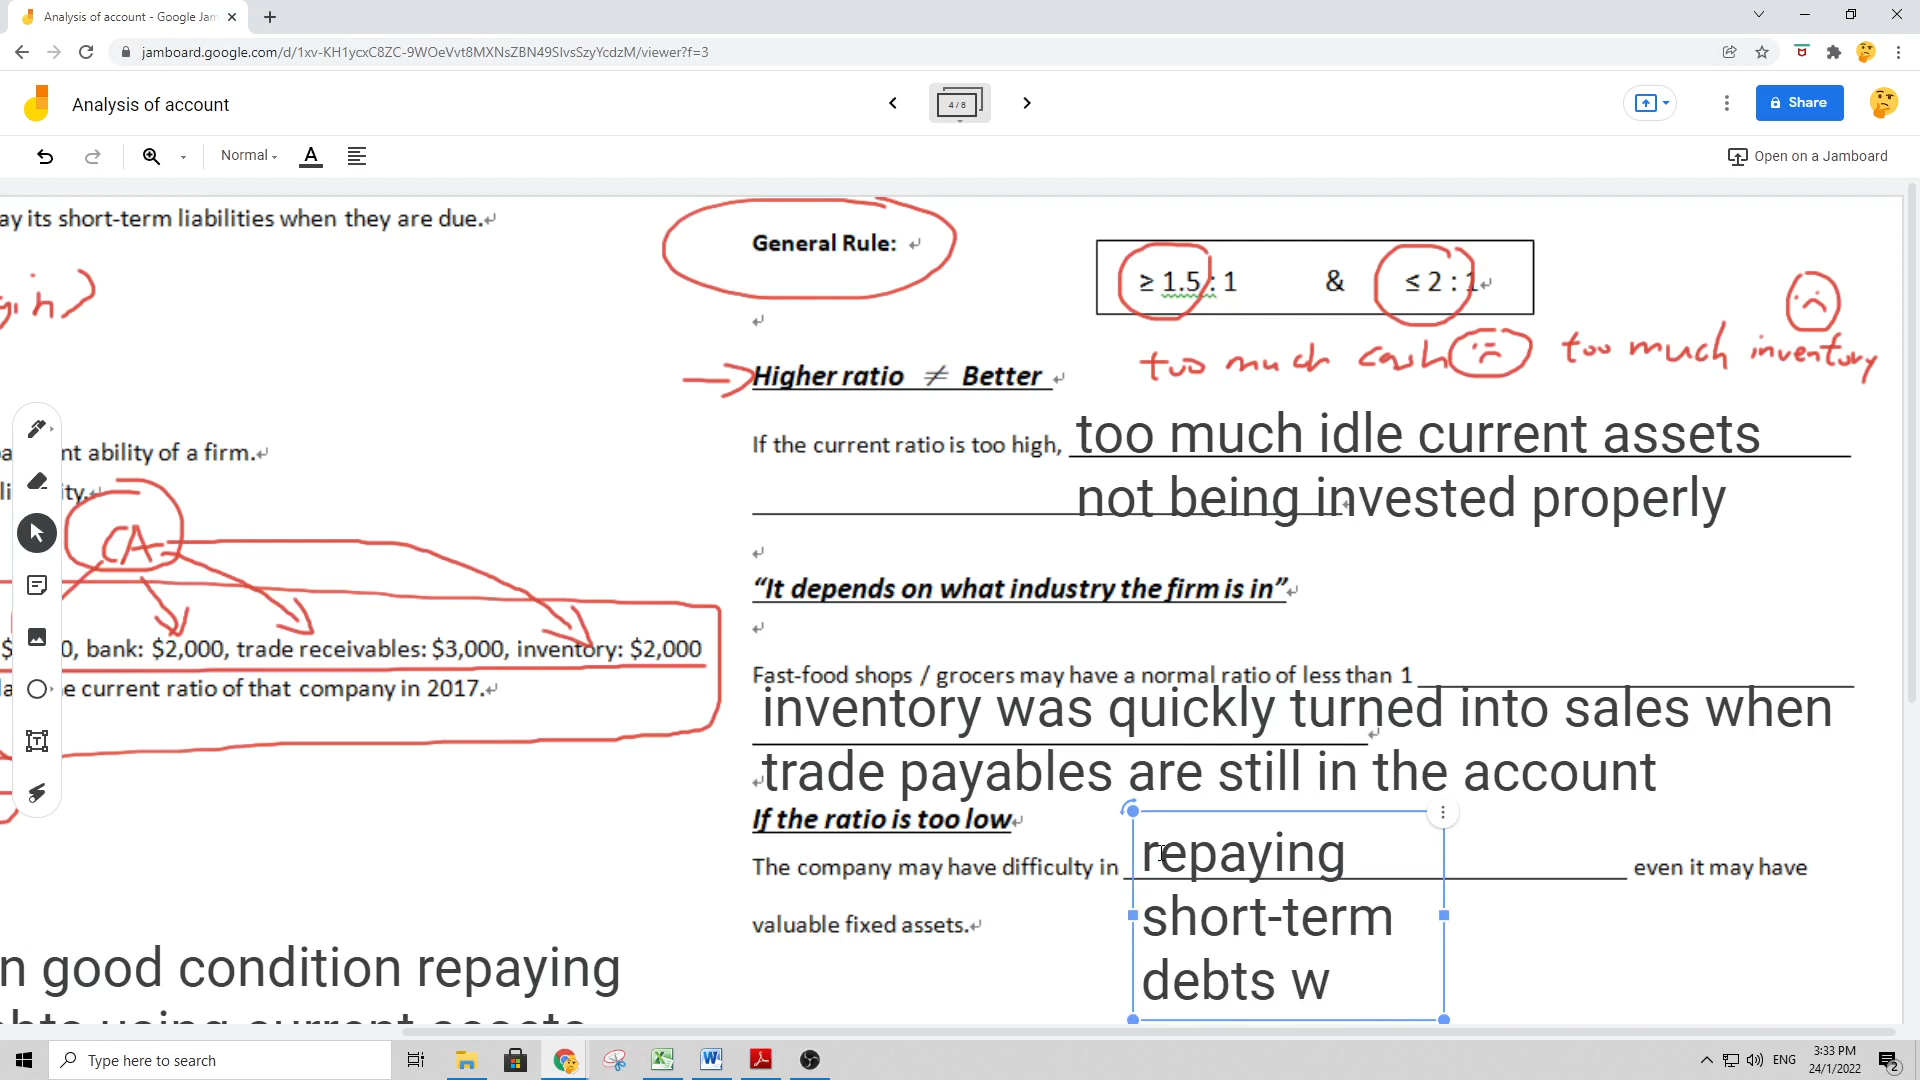 Analysis of account - Google Jam
jamboard.google.com/d/1xv-KH1ycxC8ZC-9WOeVvt8MXNsZBN49SlvsSzyYcdzM/viewer?f=3
Analysis of account
4 / 8
Share
Normal
A
Open on a Jamboard
ay its short-term liabilities when they are due.
General Rule:
≥ 1.5 : 1 & ≤ 2 : 1
too much cash too much inventory
Higher ratio ≠ Better
If the current ratio is too high, too much idle current assets
not being invested properly
nt ability of a firm.
ity.
CA
"It depends on what industry the firm is in"
0, bank: $2,000, trade receivables: $3,000, inventory: $2,000
e current ratio of that company in 2017.
Fast-food shops / grocers may have a normal ratio of less than 1
inventory was quickly turned into sales when
trade payables are still in the account
If the ratio is too low
The company may have difficulty in repaying even it may have
short-term
valuable fixed assets.
debts w
n good condition repaying
using current assets
Type here to search
ENG
3:33 PM
24/1/2022
2